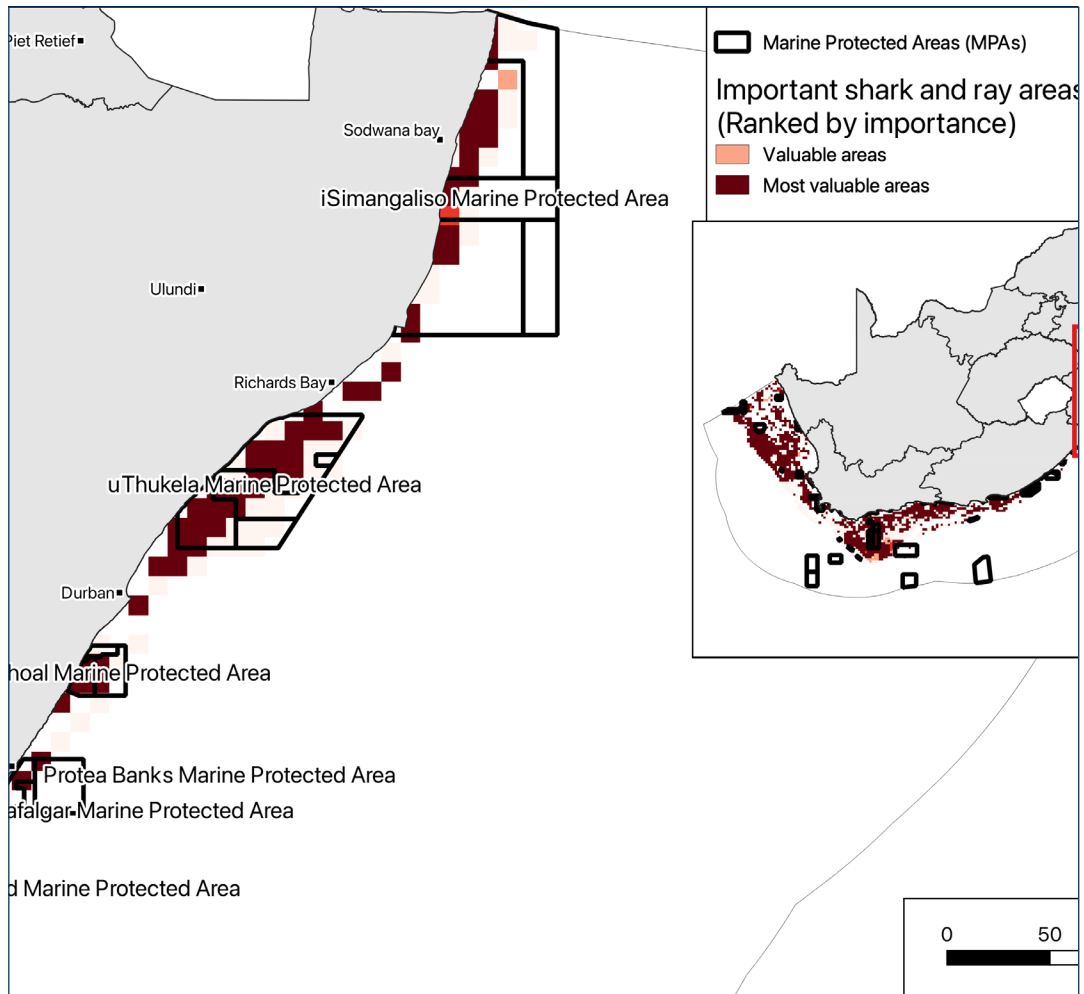 Piet Retief
Marine Protected Areas (MPAs)
Important shark and ray areas
(Ranked by importance)
Valuable areas
Most valuable areas
Sodwana bay
iSimangaliso Marine Protected Area
Ulundi
Richards Bay
uThukela Marine Protected Area
Durban
hoal Marine Protected Area
Protea Banks Marine Protected Area
afalgar Marine Protected Area
d Marine Protected Area
0 50